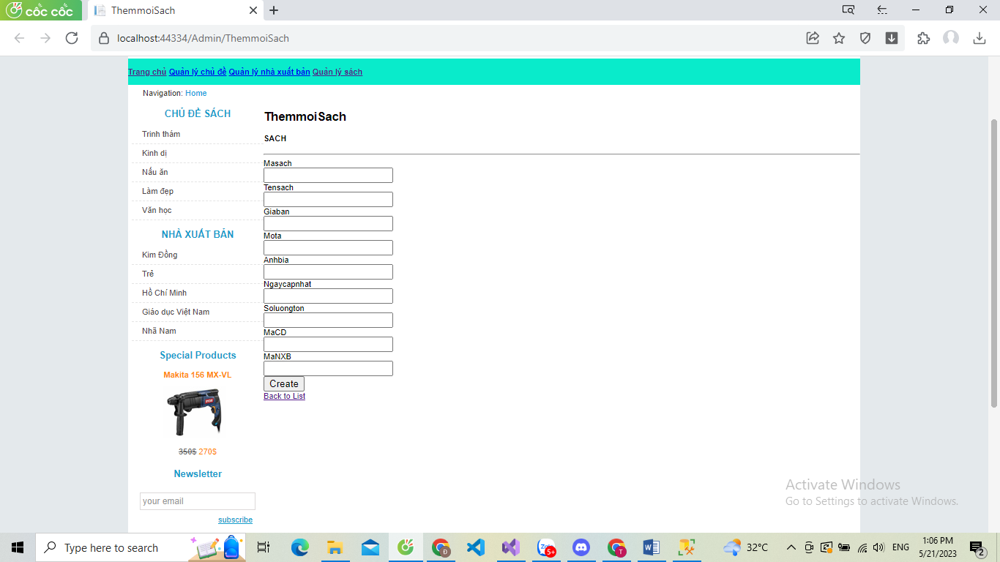 cốc cốc
ThemmoiSach
localhost:44334/Admin/ThemmoiSach
Trang chủ Quản lý chủ đề Quản lý nhà xuất bản Quản lý sách
Navigation: Home
CHỦ ĐỀ SÁCH
Trinh thám
Kinh dị
Nấu ăn
Làm đẹp
Văn học
NHÀ XUẤT BẢN
Kim Đồng
Trẻ
Hồ Chí Minh
Giáo dục Việt Nam
Nhã Nam
Special Products
Makita 156 MX-VL
350$ 270$
Newsletter
your email
subscribe
ThemmoiSach
SACH
Masach
Tensach
Giaban
Mota
Anhbia
Ngaycapnhat
Soluongton
MaCD
MaNXB
Create
Back to List
Activate Windows
Go to Settings to activate Windows.
Type here to search
5+
Đ
T
32°C
ENG
1:06 PM
5/21/2023
2